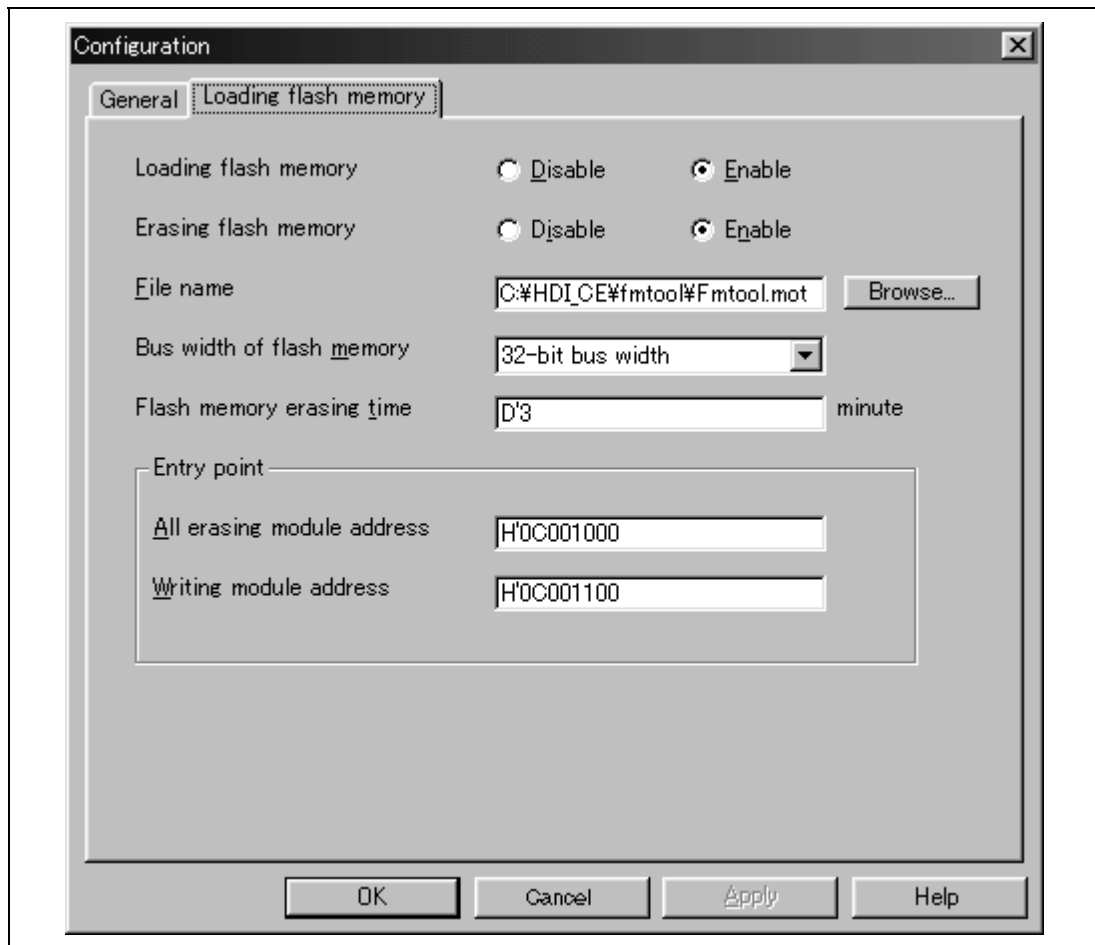 Configuration
General Loading flash memory
Loading flash memory Disable Enable
Erasing flash memory Disable Enable
File name C:¥HDI_CE¥fmtool¥Fmtool.mot Browse...
Bus width of flash memory 32-bit bus width
Flash memory erasing time D'3 minute
Entry point
All erasing module address H'0C001000
Writing module address H'0C001100
OK Cancel Apply Help